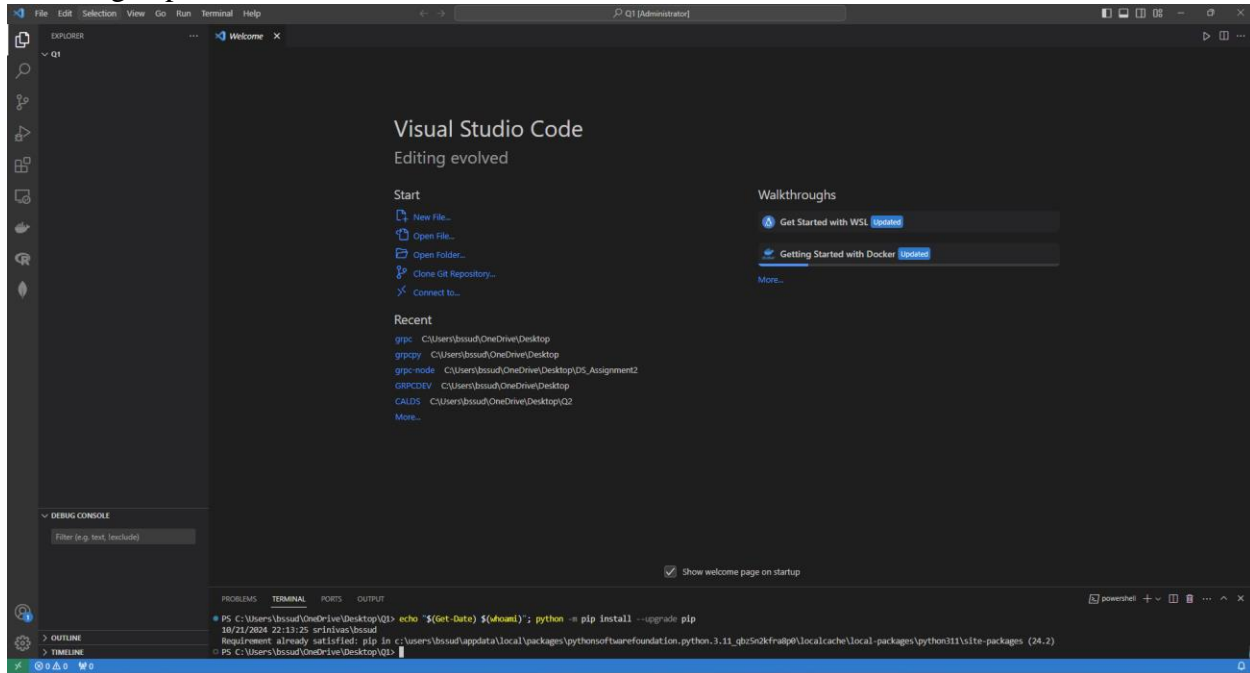 File Edit Selection View Go Run Terminal Help
Q1 [Administrator]
EXPLORER
Welcome
Q1
Visual Studio Code
Editing evolved
Start
New File...
Open File...
Open Folder...
Clone Git Repository...
Connect to...
Recent
grpc C:\Users\bssud\OneDrive\Desktop
grpcpy C:\Users\bssud\OneDrive\Desktop
grpc-node C:\Users\bssud\OneDrive\Desktop\DS_Assignment2
GRPCDEV C:\Users\bssud\OneDrive\Desktop
CALDS C:\Users\bssud\OneDrive\Desktop\Q2
More...
Walkthroughs
Get Started with WSL Updated
Getting Started with Docker Updated
More...
DEBUG CONSOLE
Filter (e.g. text, !exclude)
Show welcome page on startup
PROBLEMS TERMINAL PORTS OUTPUT
powershell
PS C:\Users\bssud\OneDrive\Desktop\Q1> echo "$(Get-Date) $(whoami)"; python -m pip install --upgrade pip
10/21/2024 22:13:25 srinivas\bssud
Requirement already satisfied: pip in c:\users\bssud\appdata\local\packages\pythonsoftwarefoundation.python.3.11_qbz5n2kfra8p0\localcache\local-packages\python311\site-packages (24.2)
PS C:\Users\bssud\OneDrive\Desktop\Q1>
OUTLINE
TIMELINE
0 0 0